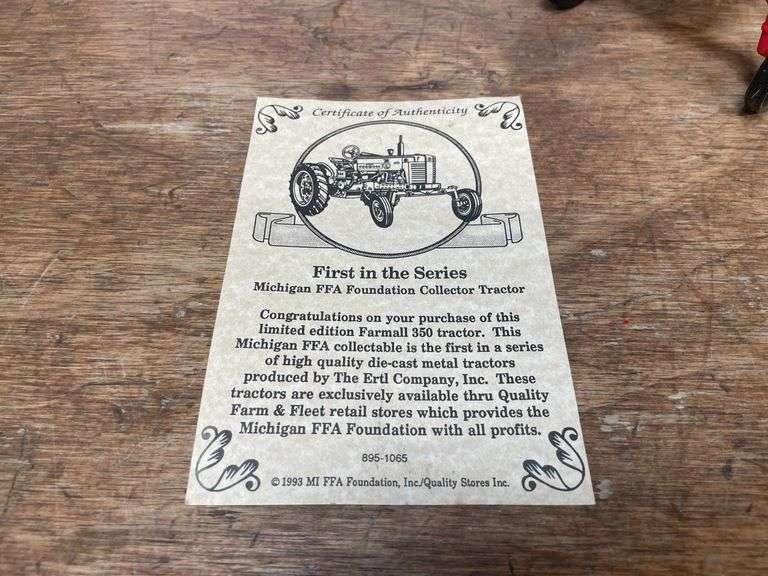 Certificate of Authenticity
First in the Series
Michigan FFA Foundation Collector Tractor
Congratulations on your purchase of this
limited edition Farmall 350 tractor. This
Michigan FFA collectable is the first in a series
of high quality die-cast metal tractors
produced by The Ertl Company, Inc. These
tractors are exclusively available thru Quality
Farm & Fleet retail stores which provides the
Michigan FFA Foundation with all profits.
895-1065
© 1993 MI FFA Foundation, Inc./Quality Stores Inc.